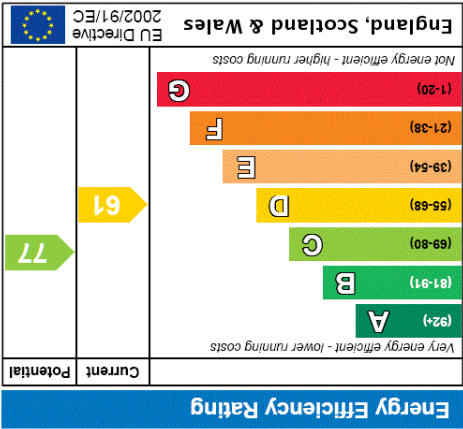 Energy Efficiency Rating
Current Potential
Very energy efficient - lower running costs
(92+) A
(81-91) B
(69-80) C
(55-68) D
(39-54) E
(21-38) F
(1-20) G
Not energy efficient - higher running costs
61
77
England, Scotland & Wales
EU Directive
2002/91/EC